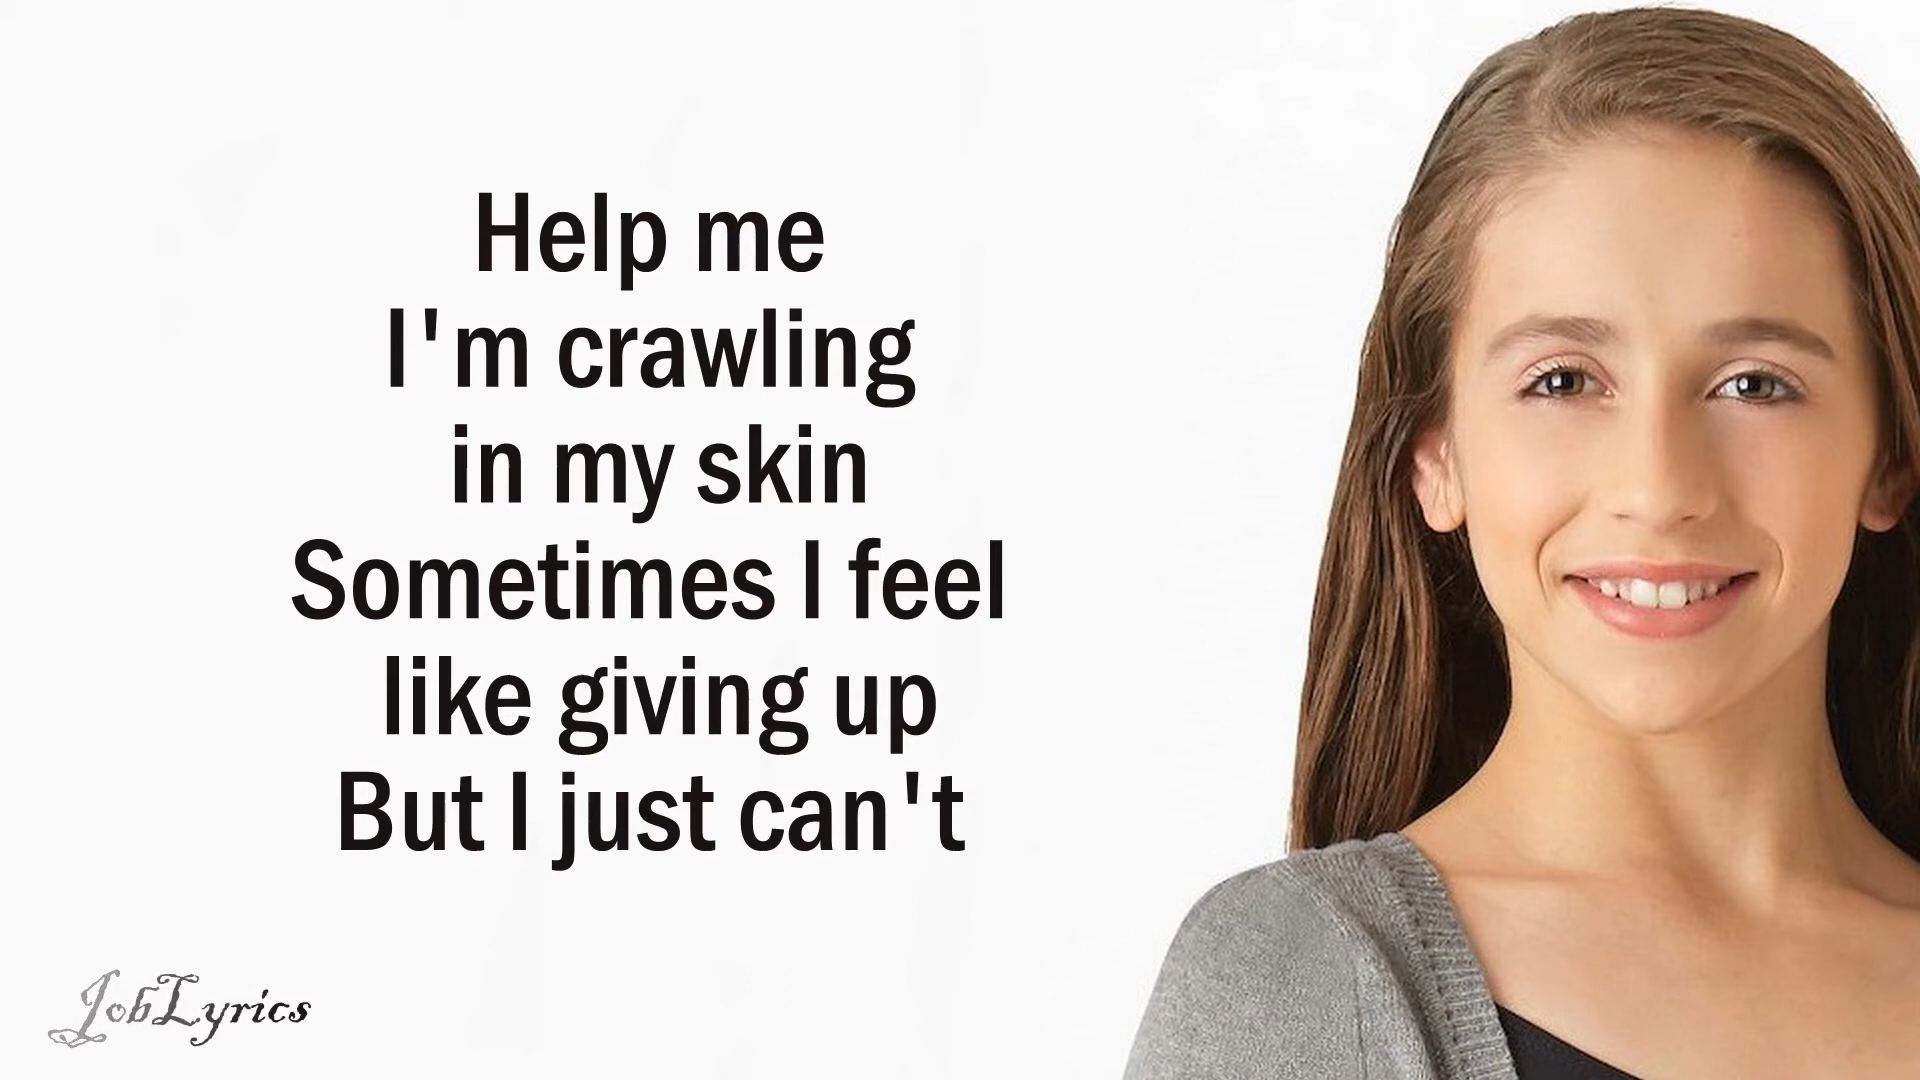 Help me
I'm crawling
in my skin
Sometimes I feel
like giving up
But I just can't
JobLyrics